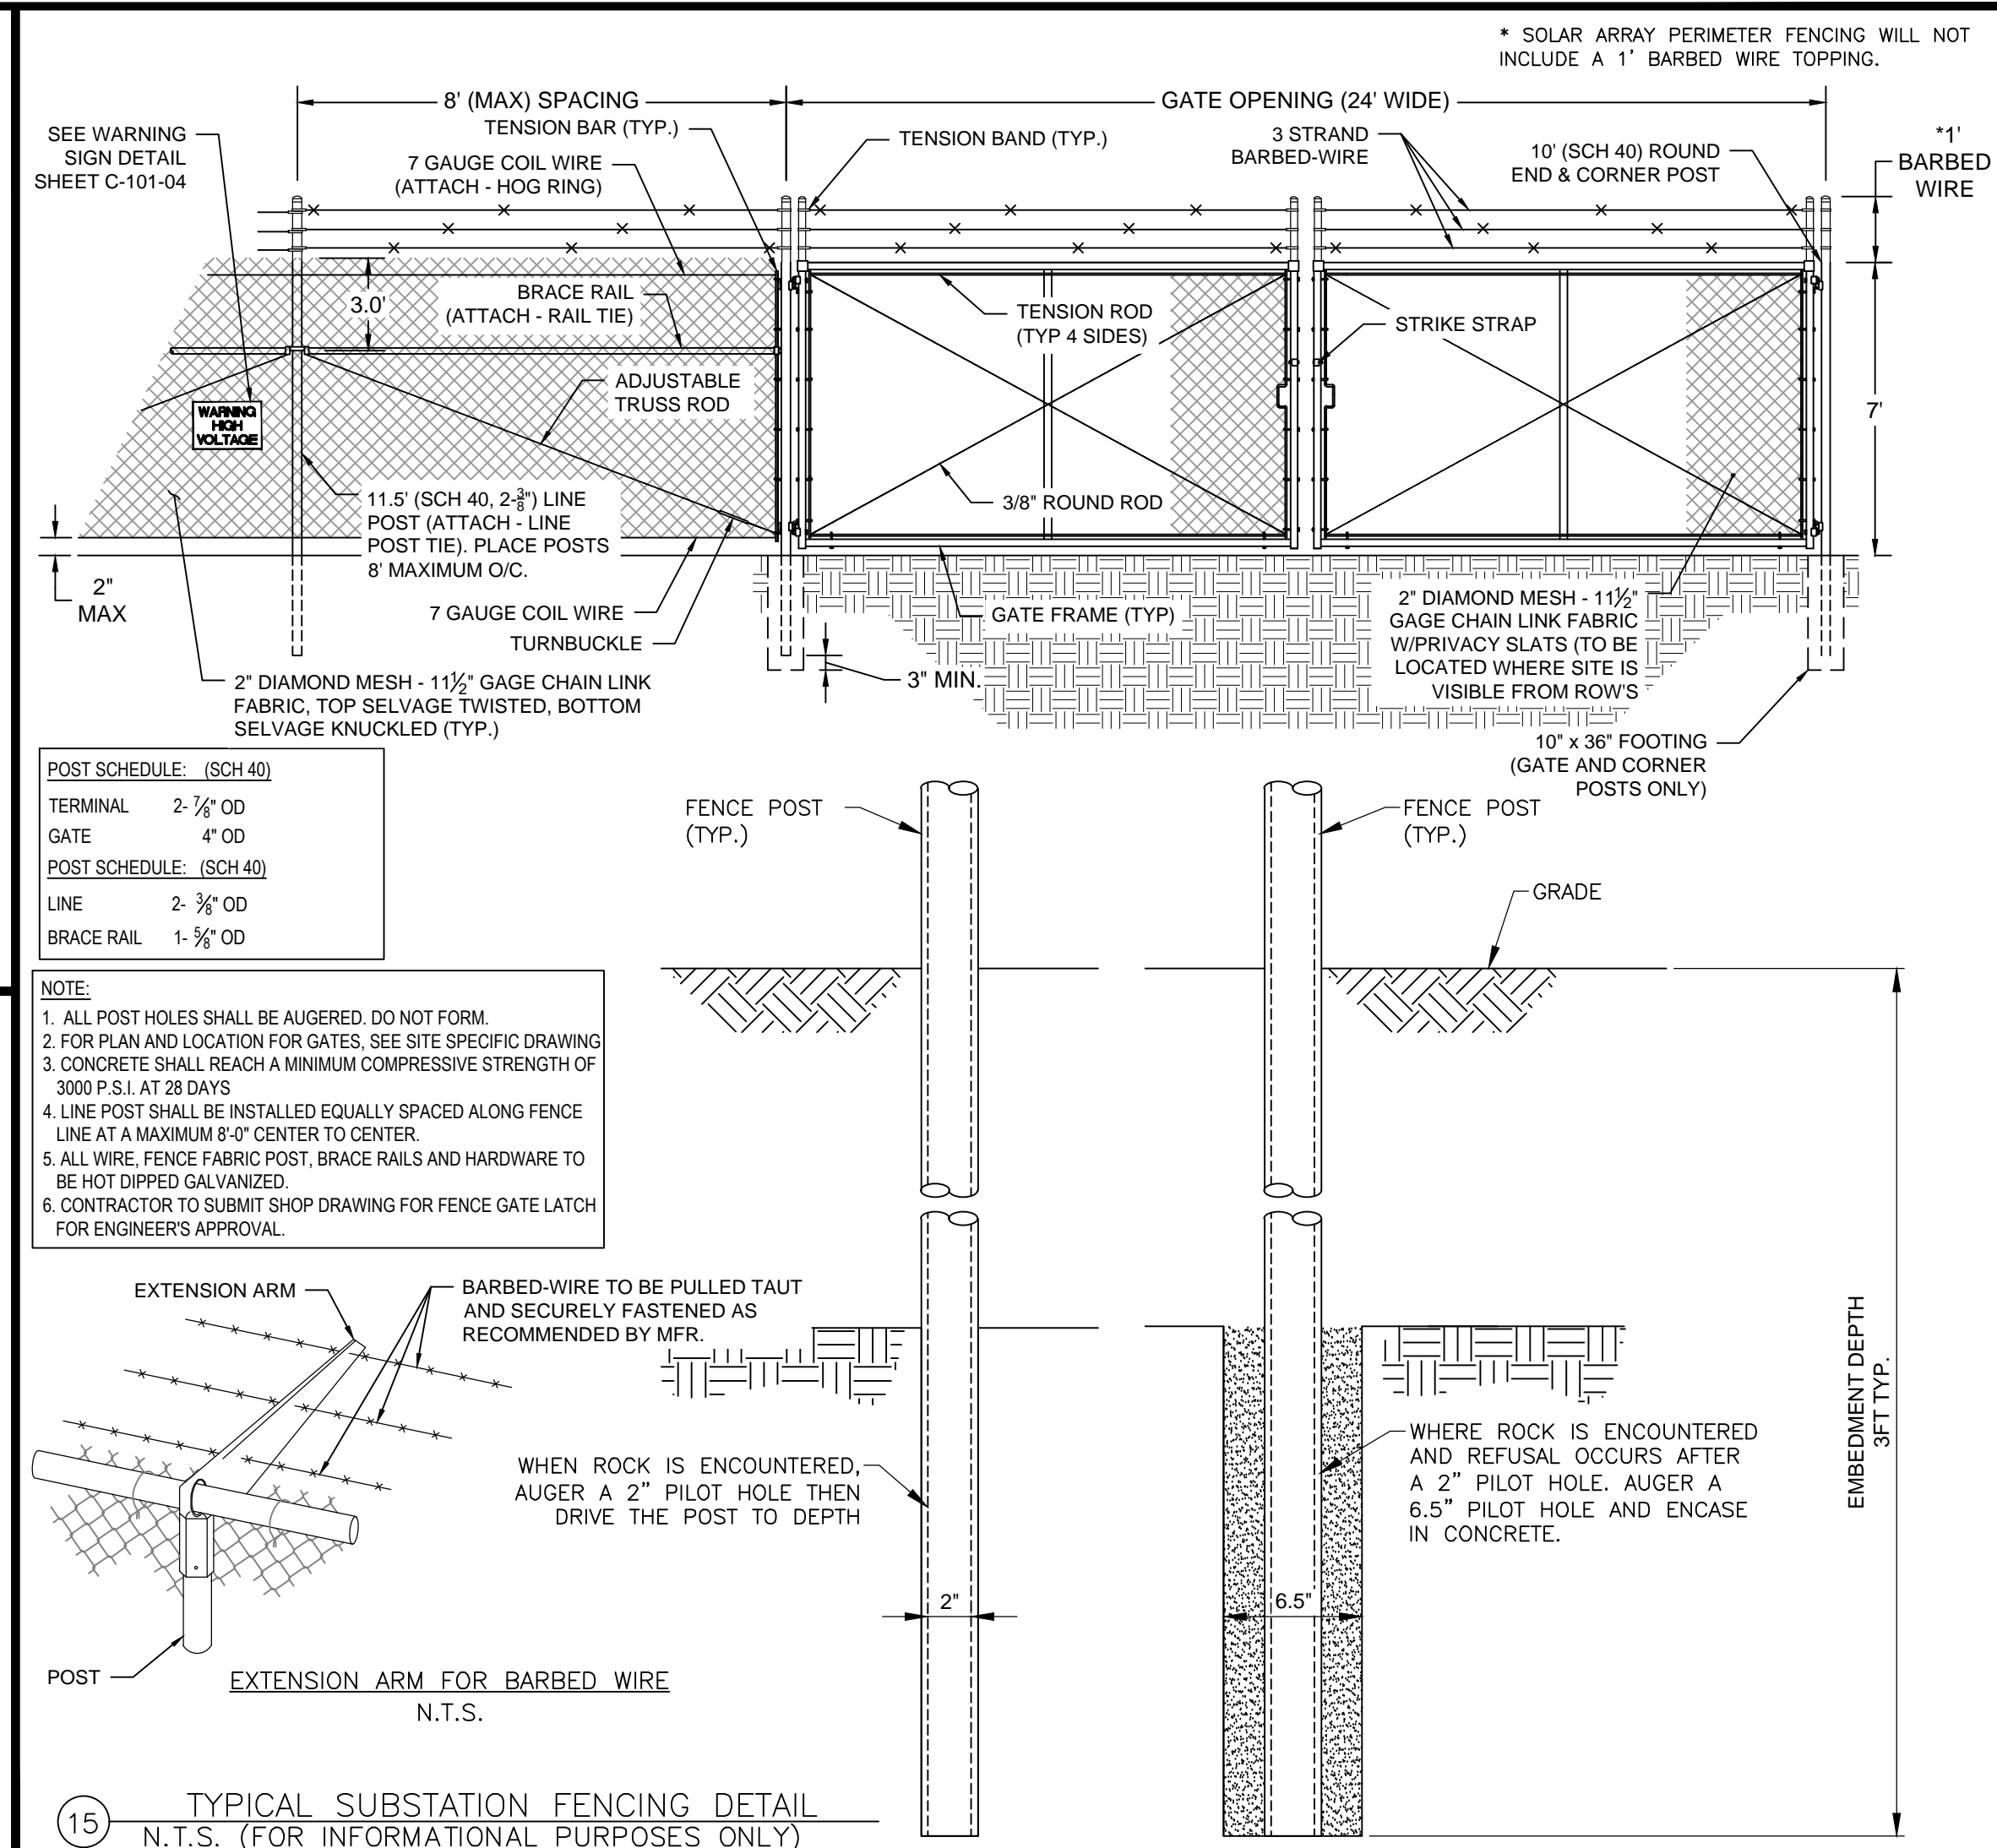 * SOLAR ARRAY PERIMETER FENCING WILL NOT
INCLUDE A 1' BARBED WIRE TOPPING.
8' (MAX) SPACING
GATE OPENING (24' WIDE)
SEE WARNING
SIGN DETAIL
SHEET C-101-04
TENSION BAR (TYP.)
7 GAUGE COIL WIRE
(ATTACH - HOG RING)
TENSION BAND (TYP.)
3 STRAND
BARBED-WIRE
10' (SCH 40) ROUND
END & CORNER POST
*1'
BARBED
WIRE
3.0'
BRACE RAIL
(ATTACH - RAIL TIE)
TENSION ROD
(TYP 4 SIDES)
STRIKE STRAP
ADJUSTABLE
TRUSS ROD
WARNING
HIGH
VOLTAGE
7'
11.5' (SCH 40, 2-3/8") LINE
POST (ATTACH - LINE
POST TIE). PLACE POSTS
8' MAXIMUM O/C.
3/8" ROUND ROD
2"
MAX
7 GAUGE COIL WIRE
TURNBUCKLE
GATE FRAME (TYP)
2" DIAMOND MESH - 11½"
GAGE CHAIN LINK FABRIC
W/PRIVACY SLATS (TO BE
LOCATED WHERE SITE IS
VISIBLE FROM ROW'S
3" MIN.
2" DIAMOND MESH - 11½" GAGE CHAIN LINK
FABRIC, TOP SELVAGE TWISTED, BOTTOM
SELVAGE KNUCKLED (TYP.)
10" x 36" FOOTING
(GATE AND CORNER
POSTS ONLY)
POST SCHEDULE: (SCH 40)
TERMINAL 2- 7/8" OD
GATE 4" OD
POST SCHEDULE: (SCH 40)
LINE 2- 3/8" OD
BRACE RAIL 1- 5/8" OD
FENCE POST
(TYP.)
FENCE POST
(TYP.)
GRADE
NOTE:
1. ALL POST HOLES SHALL BE AUGERED. DO NOT FORM.
2. FOR PLAN AND LOCATION FOR GATES, SEE SITE SPECIFIC DRAWING
3. CONCRETE SHALL REACH A MINIMUM COMPRESSIVE STRENGTH OF
3000 P.S.I. AT 28 DAYS
4. LINE POST SHALL BE INSTALLED EQUALLY SPACED ALONG FENCE
LINE AT A MAXIMUM 8'-0" CENTER TO CENTER.
5. ALL WIRE, FENCE FABRIC POST, BRACE RAILS AND HARDWARE TO
BE HOT DIPPED GALVANIZED.
6. CONTRACTOR TO SUBMIT SHOP DRAWING FOR FENCE GATE LATCH
FOR ENGINEER'S APPROVAL.
EXTENSION ARM
BARBED-WIRE TO BE PULLED TAUT
AND SECURELY FASTENED AS
RECOMMENDED BY MFR.
POST
EXTENSION ARM FOR BARBED WIRE
N.T.S.
WHEN ROCK IS ENCOUNTERED,
AUGER A 2" PILOT HOLE THEN
DRIVE THE POST TO DEPTH
WHERE ROCK IS ENCOUNTERED
AND REFUSAL OCCURS AFTER
A 2" PILOT HOLE. AUGER A
6.5" PILOT HOLE AND ENCASE
IN CONCRETE.
2"
6.5"
EMBEDMENT DEPTH
3FT TYP.
15
TYPICAL SUBSTATION FENCING DETAIL
N.T.S. (FOR INFORMATIONAL PURPOSES ONLY)